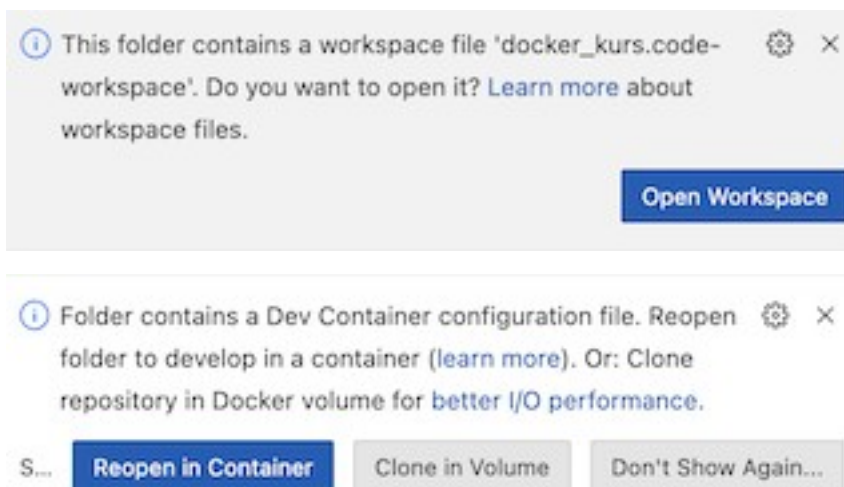 This folder contains a workspace file 'docker_kurs.code-
workspace'. Do you want to open it? Learn more about
workspace files.
Open Workspace
Folder contains a Dev Container configuration file. Reopen
folder to develop in a container (learn more). Or: Clone
repository in Docker volume for better I/O performance.
S... Reopen in Container Clone in Volume Don't Show Again...